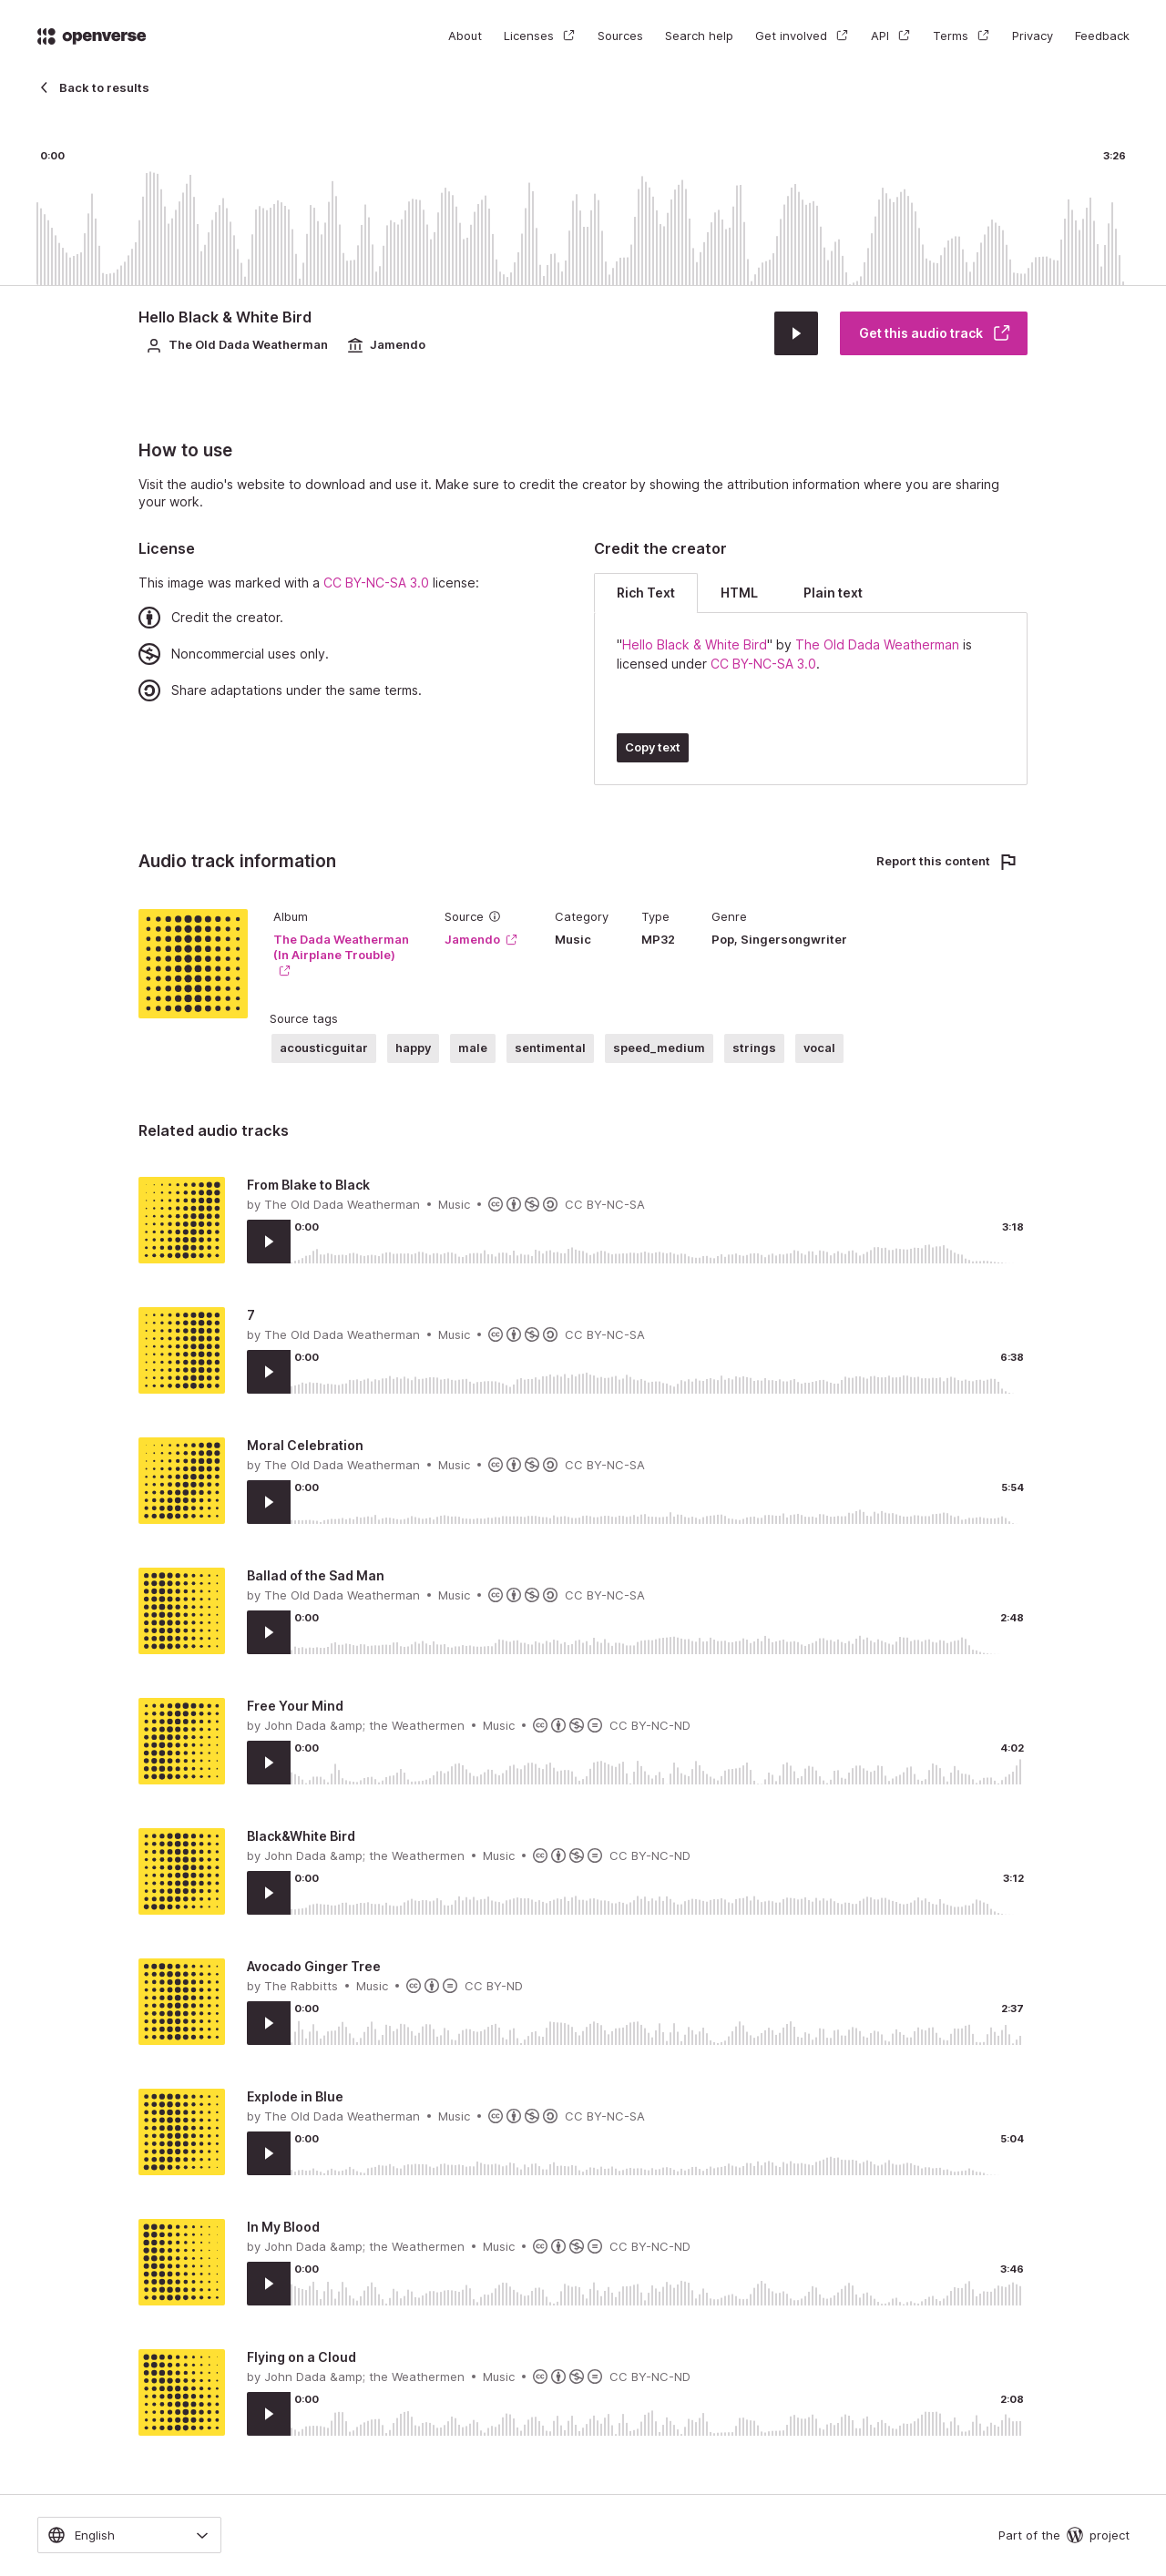 openverse
About
Licenses
Sources
Search help
Get involved
API
Terms
Privacy
Feedback
Back to results
0:00
3:26
Hello Black & White Bird
The Old Dada Weatherman
Jamendo
Get this audio track
How to use
Visit the audio's website to download and use it. Make sure to credit the creator by showing the attribution information where you are sharing
your work.
License
This image was marked with a CC BY-NC-SA 3.0 license:
Credit the creator.
Noncommercial uses only.
Share adaptations under the same terms.
Credit the creator
Rich Text
HTML
Plain text
"Hello Black & White Bird" by The Old Dada Weatherman is
licensed under CC BY-NC-SA 3.0.
Copy text
Audio track information
Report this content
Album
The Dada Weatherman
(In Airplane Trouble)
Source
Jamendo
Category
Music
Type
MP32
Genre
Pop, Singersongwriter
Source tags
acousticguitar
happy
male
sentimental
speed_medium
strings
vocal
Related audio tracks
From Blake to Black
by The Old Dada Weatherman • Music • CC BY-NC-SA
0:00
3:18
7
by The Old Dada Weatherman • Music • CC BY-NC-SA
0:00
6:38
Moral Celebration
by The Old Dada Weatherman • Music • CC BY-NC-SA
0:00
5:54
Ballad of the Sad Man
by The Old Dada Weatherman • Music • CC BY-NC-SA
0:00
2:48
Free Your Mind
by John Dada &amp; the Weathermen • Music • CC BY-NC-ND
0:00
4:02
Black&White Bird
by John Dada &amp; the Weathermen • Music • CC BY-NC-ND
0:00
3:12
Avocado Ginger Tree
by The Rabbitts • Music • CC BY-ND
0:00
2:37
Explode in Blue
by The Old Dada Weatherman • Music • CC BY-NC-SA
0:00
5:04
In My Blood
by John Dada &amp; the Weathermen • Music • CC BY-NC-ND
0:00
3:46
Flying on a Cloud
by John Dada &amp; the Weathermen • Music • CC BY-NC-ND
0:00
2:08
English
Part of the project